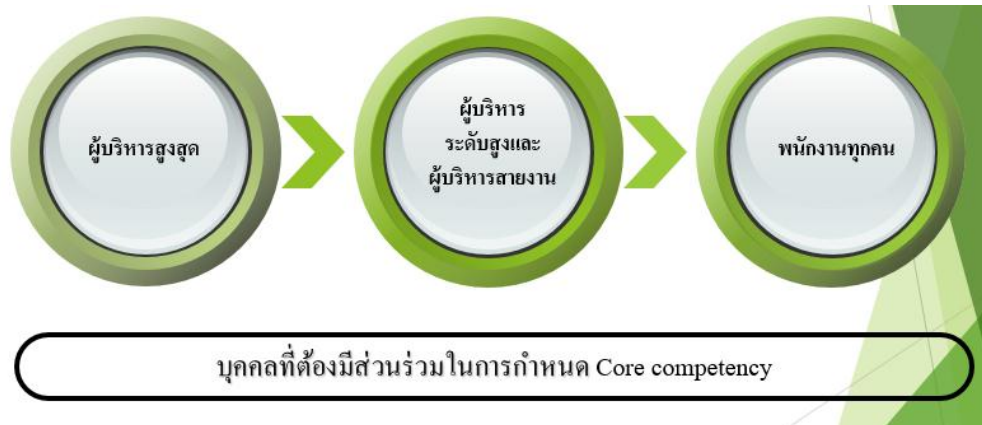 ผู้บริหารสูงสุด
ผู้บริหาร
ระดับสูงและ
ผู้บริหารสายงาน
พนักงานทุกคน
บุคคลที่ต้องมีส่วนร่วมในการกำหนด Core competency